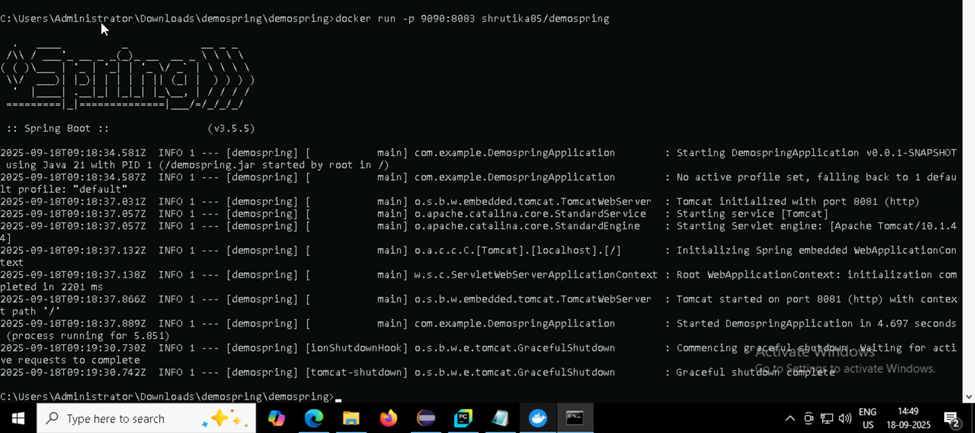 C:\Users\Administrator\Downloads\demospring\demospring>docker run -p 9090:8083 shrutika85/demospring
:: Spring Boot :: (v3.5.5)
2025-09-18T09:18:34.581Z INFO 1 --- [demospring] [ main] com.example.DemospringApplication : Starting DemospringApplication v0.0.1-SNAPSHOT
using Java 21 with PID 1 (/demospring.jar started by root in /)
2025-09-18T09:18:34.587Z INFO 1 --- [demospring] [ main] com.example.DemospringApplication : No active profile set, falling back to 1 defau
lt profile: "default"
2025-09-18T09:18:37.031Z INFO 1 --- [demospring] [ main] o.s.b.w.embedded.tomcat.TomcatWebServer : Tomcat initialized with port 8081 (http)
2025-09-18T09:18:37.057Z INFO 1 --- [demospring] [ main] o.apache.catalina.core.StandardService : Starting service [Tomcat]
2025-09-18T09:18:37.057Z INFO 1 --- [demospring] [ main] o.apache.catalina.core.StandardEngine : Starting Servlet engine: [Apache Tomcat/10.1.4
4]
2025-09-18T09:18:37.132Z INFO 1 --- [demospring] [ main] o.a.c.c.C.[Tomcat].[localhost].[/] : Initializing Spring embedded WebApplicationCon
text
2025-09-18T09:18:37.138Z INFO 1 --- [demospring] [ main] w.s.c.ServletWebServerApplicationContext : Root WebApplicationContext: initialization com
pleted in 2201 ms
2025-09-18T09:18:37.866Z INFO 1 --- [demospring] [ main] o.s.b.w.embedded.tomcat.TomcatWebServer : Tomcat started on port 8081 (http) with contex
t path '/'
2025-09-18T09:18:37.889Z INFO 1 --- [demospring] [ main] com.example.DemospringApplication : Started DemospringApplication in 4.697 seconds
(process running for 5.851)
2025-09-18T09:19:30.730Z INFO 1 --- [demospring] [ionShutdownHook] o.s.b.w.e.tomcat.GracefulShutdown : Commencing graceful shutdown. Waiting for acti
ve requests to complete
2025-09-18T09:19:30.742Z INFO 1 --- [demospring] [tomcat-shutdown] o.s.b.w.e.tomcat.GracefulShutdown : Graceful shutdown complete
Activate Windows
Go to Settings to activate Windows.
C:\Users\Administrator\Downloads\demospring\demospring>
Type here to search
ENG
US
14:49
18-09-2025
2